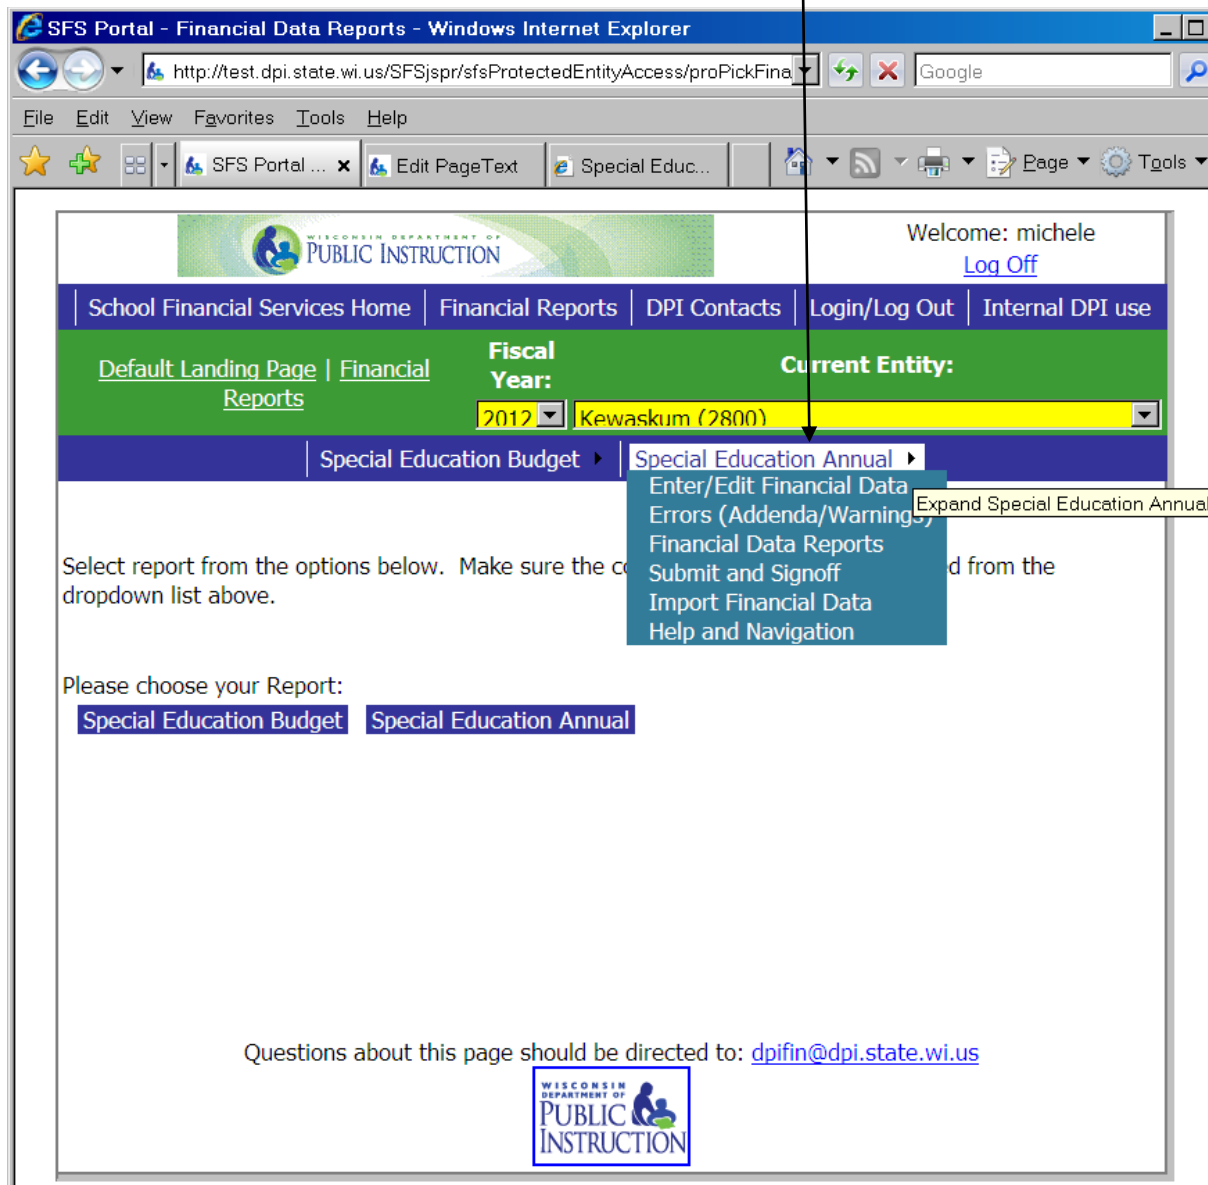 SFS Portal - Financial Data Reports - Windows Internet Explorer
http://test.dpi.state.wi.us/SFSjspr/sfsProtectedEntityAccess/proPickFina
Google
File Edit View Favorites Tools Help
SFS Portal ... x Edit PageText Special Educ... Page Tools
WISCONSIN DEPARTMENT OF
PUBLIC INSTRUCTION
Welcome: michele
Log Off
School Financial Services Home Financial Reports DPI Contacts Login/Log Out Internal DPI use
Default Landing Page | Financial
Reports
Fiscal
Year:
Current Entity:
2012 Kewaskum (2800)
Special Education Budget Special Education Annual
Enter/Edit Financial Data
Errors (Addenda/Warnings)
Financial Data Reports
Submit and Signoff
Import Financial Data
Help and Navigation
Expand Special Education Annual
Select report from the options below. Make sure the co d from the
dropdown list above.
Please choose your Report:
Special Education Budget Special Education Annual
Questions about this page should be directed to: dpifin@dpi.state.wi.us
WISCONSIN
DEPARTMENT OF
PUBLIC
INSTRUCTION